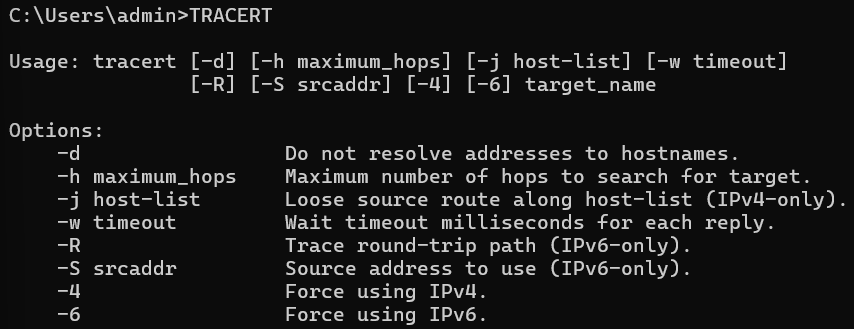 C:\Users\admin>TRACERT
Usage: tracert [-d] [-h maximum_hops] [-j host-list] [-w timeout]
[-R] [-S srcaddr] [-4] [-6] target_name
Options:
-d Do not resolve addresses to hostnames.
-h maximum_hops Maximum number of hops to search for target.
-j host-list Loose source route along host-list (IPv4-only).
-w timeout Wait timeout milliseconds for each reply.
-R Trace round-trip path (IPv6-only).
-S srcaddr Source address to use (IPv6-only).
-4 Force using IPv4.
-6 Force using IPv6.